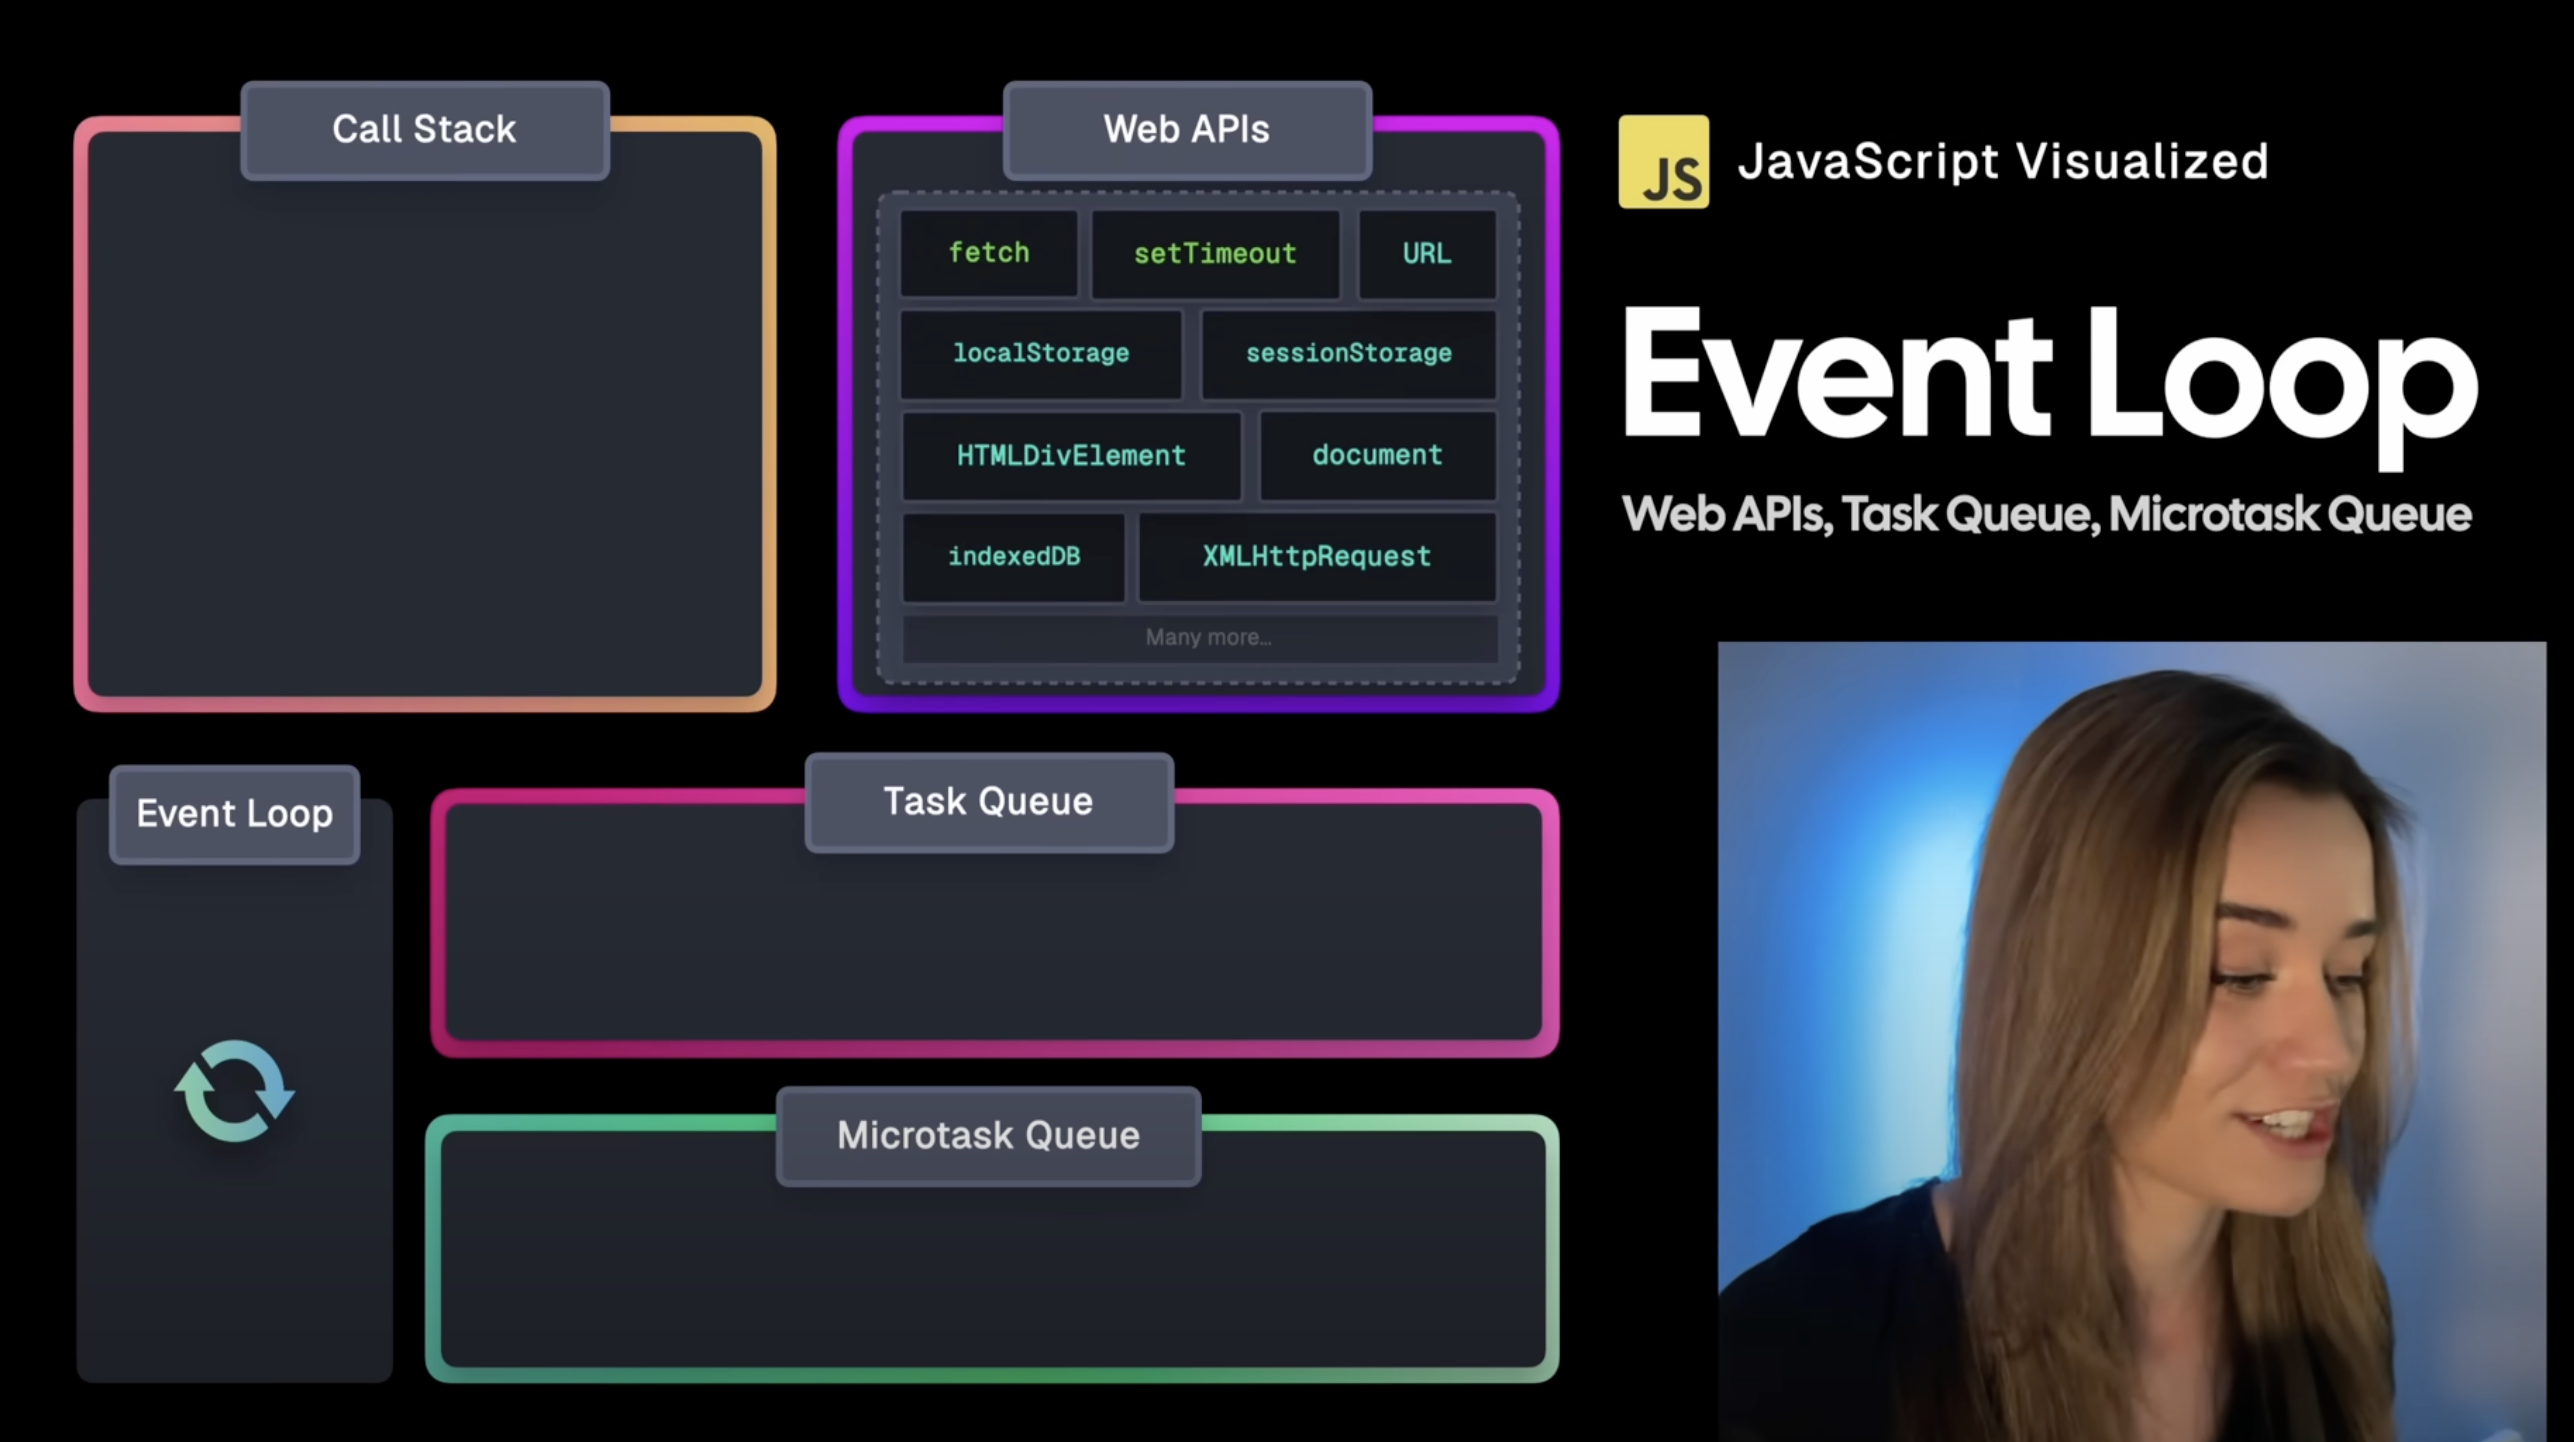 Call Stack
Web APIs
fetch
setTimeout
URL
localStorage
sessionStorage
HTMLDivElement
document
indexedDB
XMLHttpRequest
Many more...
JS
JavaScript Visualized
Event Loop
Web APIs, Task Queue, Microtask Queue
Event Loop
Task Queue
Microtask Queue